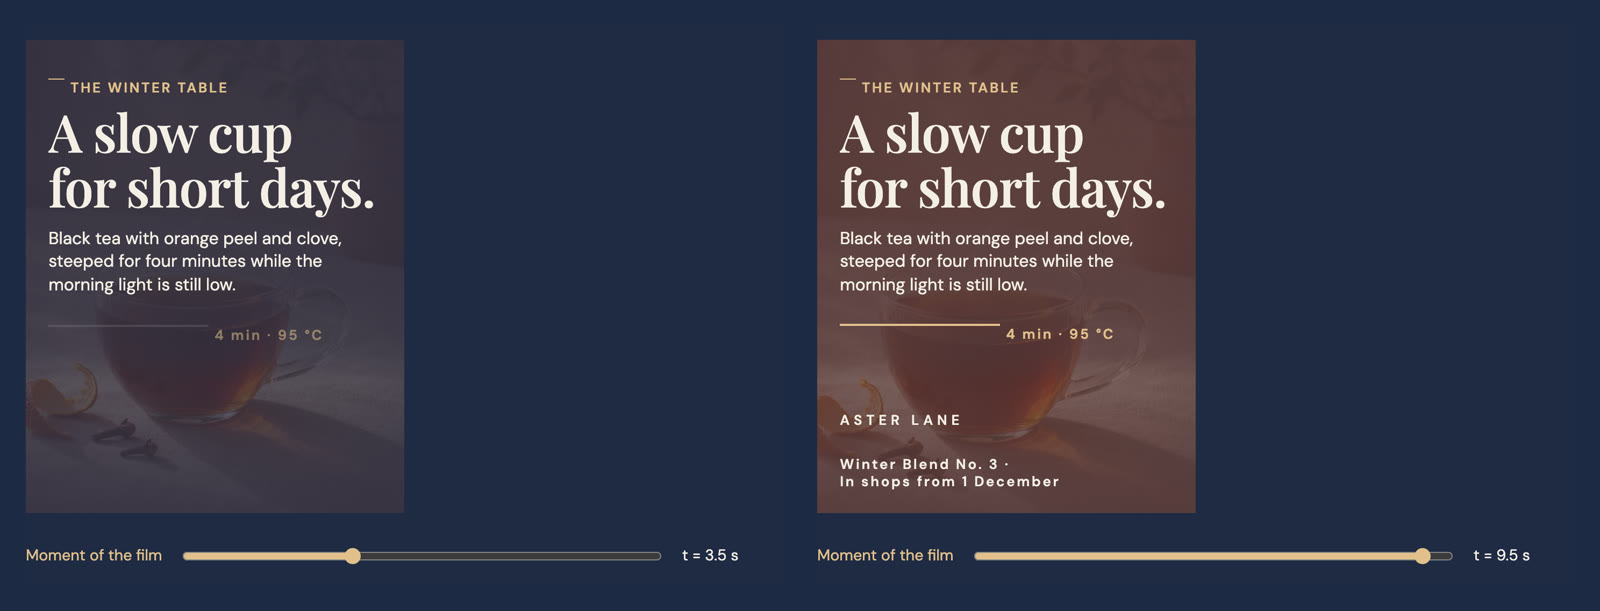 THE WINTER TABLE
A slow cup
for short days.
Black tea with orange peel and clove,
steeped for four minutes while the
morning light is still low.
4 min · 95 °C
Moment of the film
t = 3.5 s
THE WINTER TABLE
A slow cup
for short days.
Black tea with orange peel and clove,
steeped for four minutes while the
morning light is still low.
4 min · 95 °C
ASTER LANE
Winter Blend No. 3 ·
In shops from 1 December
Moment of the film
t = 9.5 s